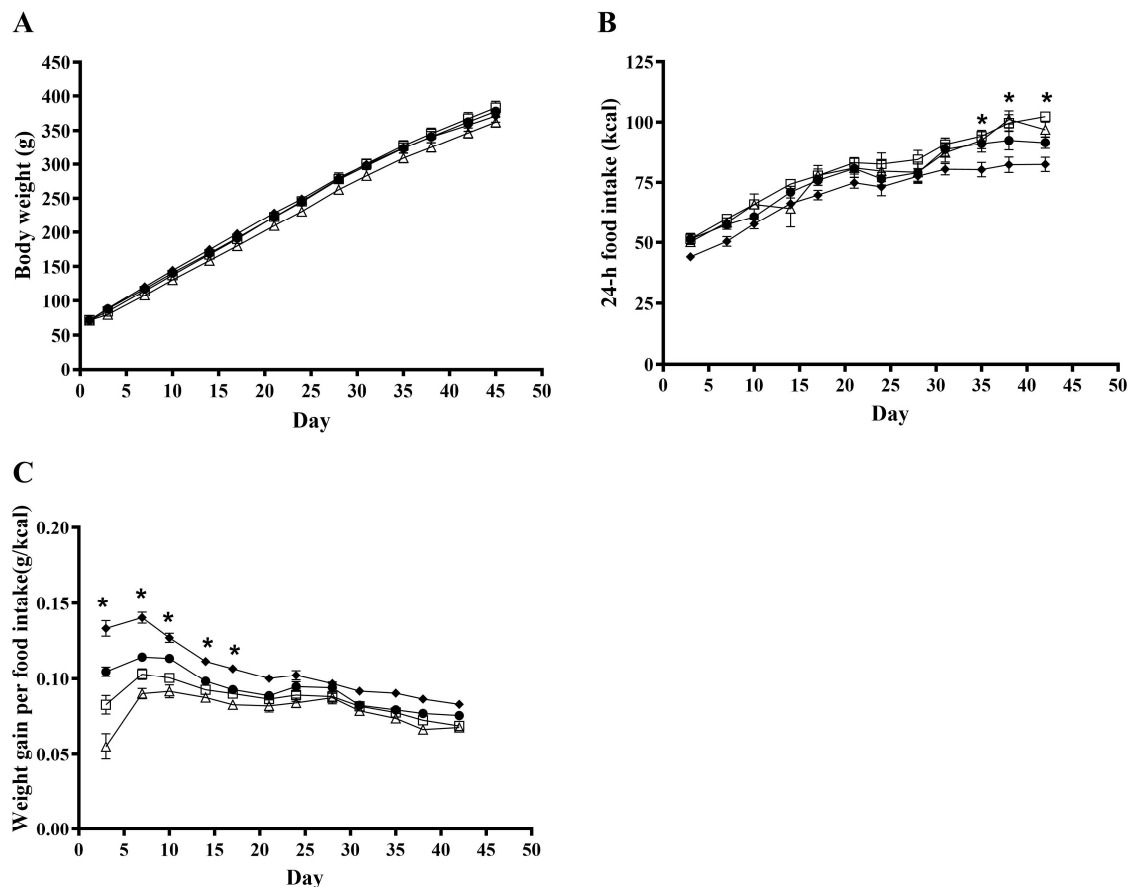 A
Body weight (g)
450
400
350
300
250
200
150
100
50
0
0 5 10 15 20 25 30 35 40 45 50
Day
B
24-h food intake (kcal)
125
100
75
50
25
0
* * *
0 5 10 15 20 25 30 35 40 45 50
Day
C
Weight gain per food intake(g/kcal)
0.20
0.15
0.10
0.05
0.00
* * * * *
0 5 10 15 20 25 30 35 40 45 50
Day